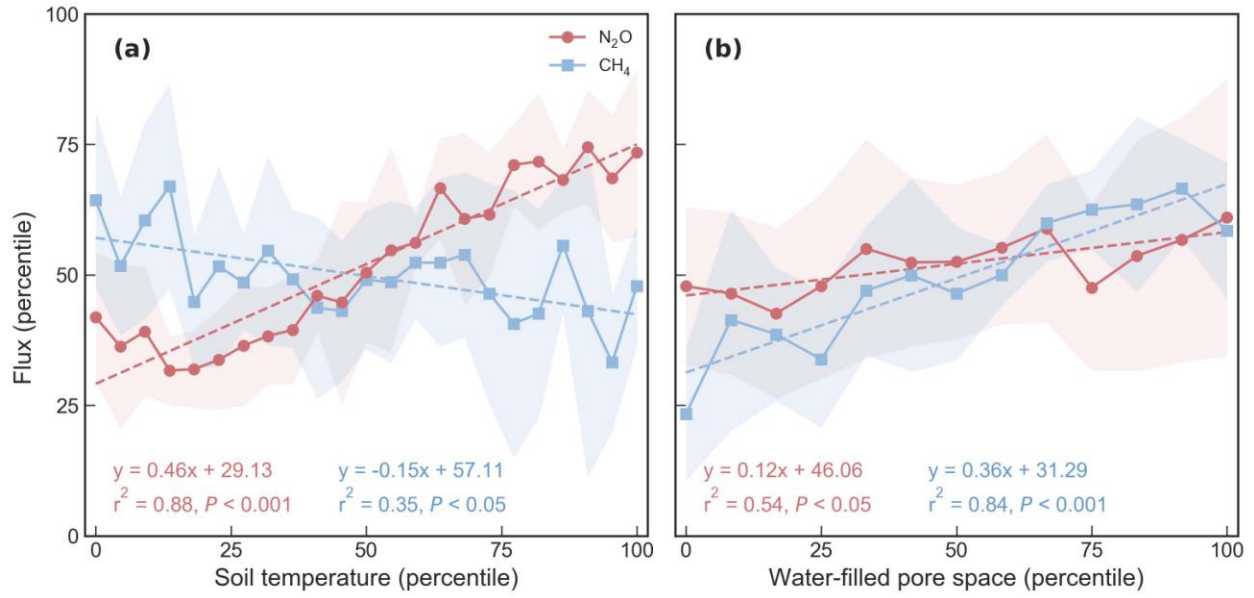 (a)
N₂O
CH₄
(b)
Flux (percentile)
100
75
50
25
0
y = 0.46x + 29.13
r² = 0.88, P < 0.001
y = -0.15x + 57.11
r² = 0.35, P < 0.05
0 25 50 75 100
Soil temperature (percentile)
y = 0.12x + 46.06
r² = 0.54, P < 0.05
y = 0.36x + 31.29
r² = 0.84, P < 0.001
0 25 50 75 100
Water-filled pore space (percentile)